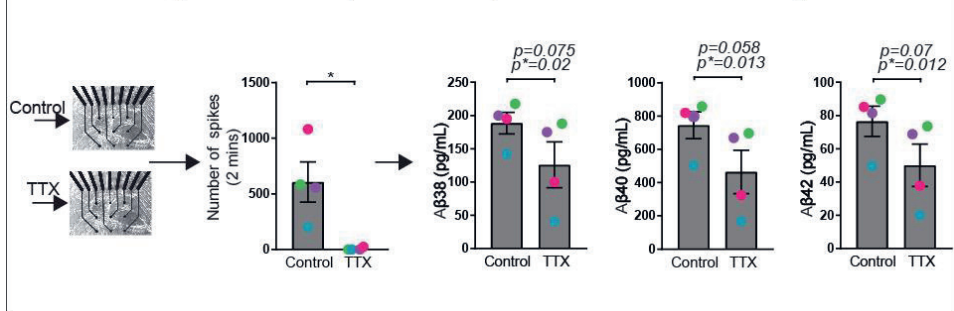 Control
TTX
Number of spikes
(2 mins)
1500
1000
500
0
*
Control TTX
p=0.075
p*=0.02
Aβ38 (pg/mL)
250
200
150
100
50
0
Control TTX
p=0.058
p*=0.013
Aβ40 (pg/mL)
1000
800
600
400
200
0
Control TTX
p=0.07
p*=0.012
Aβ42 (pg/mL)
100
80
60
40
20
0
Control TTX